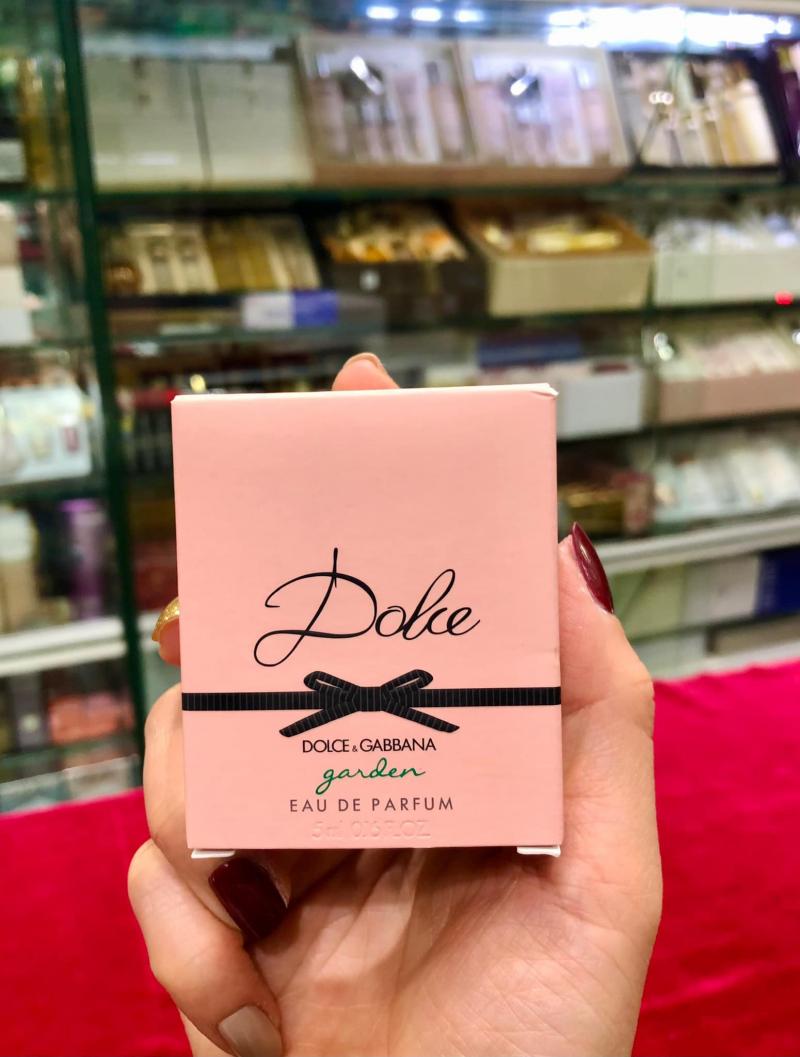 Dolce
DOLCE & GABBANA
garden
EAU DE PARFUM
5ml 0.16 FL.OZ